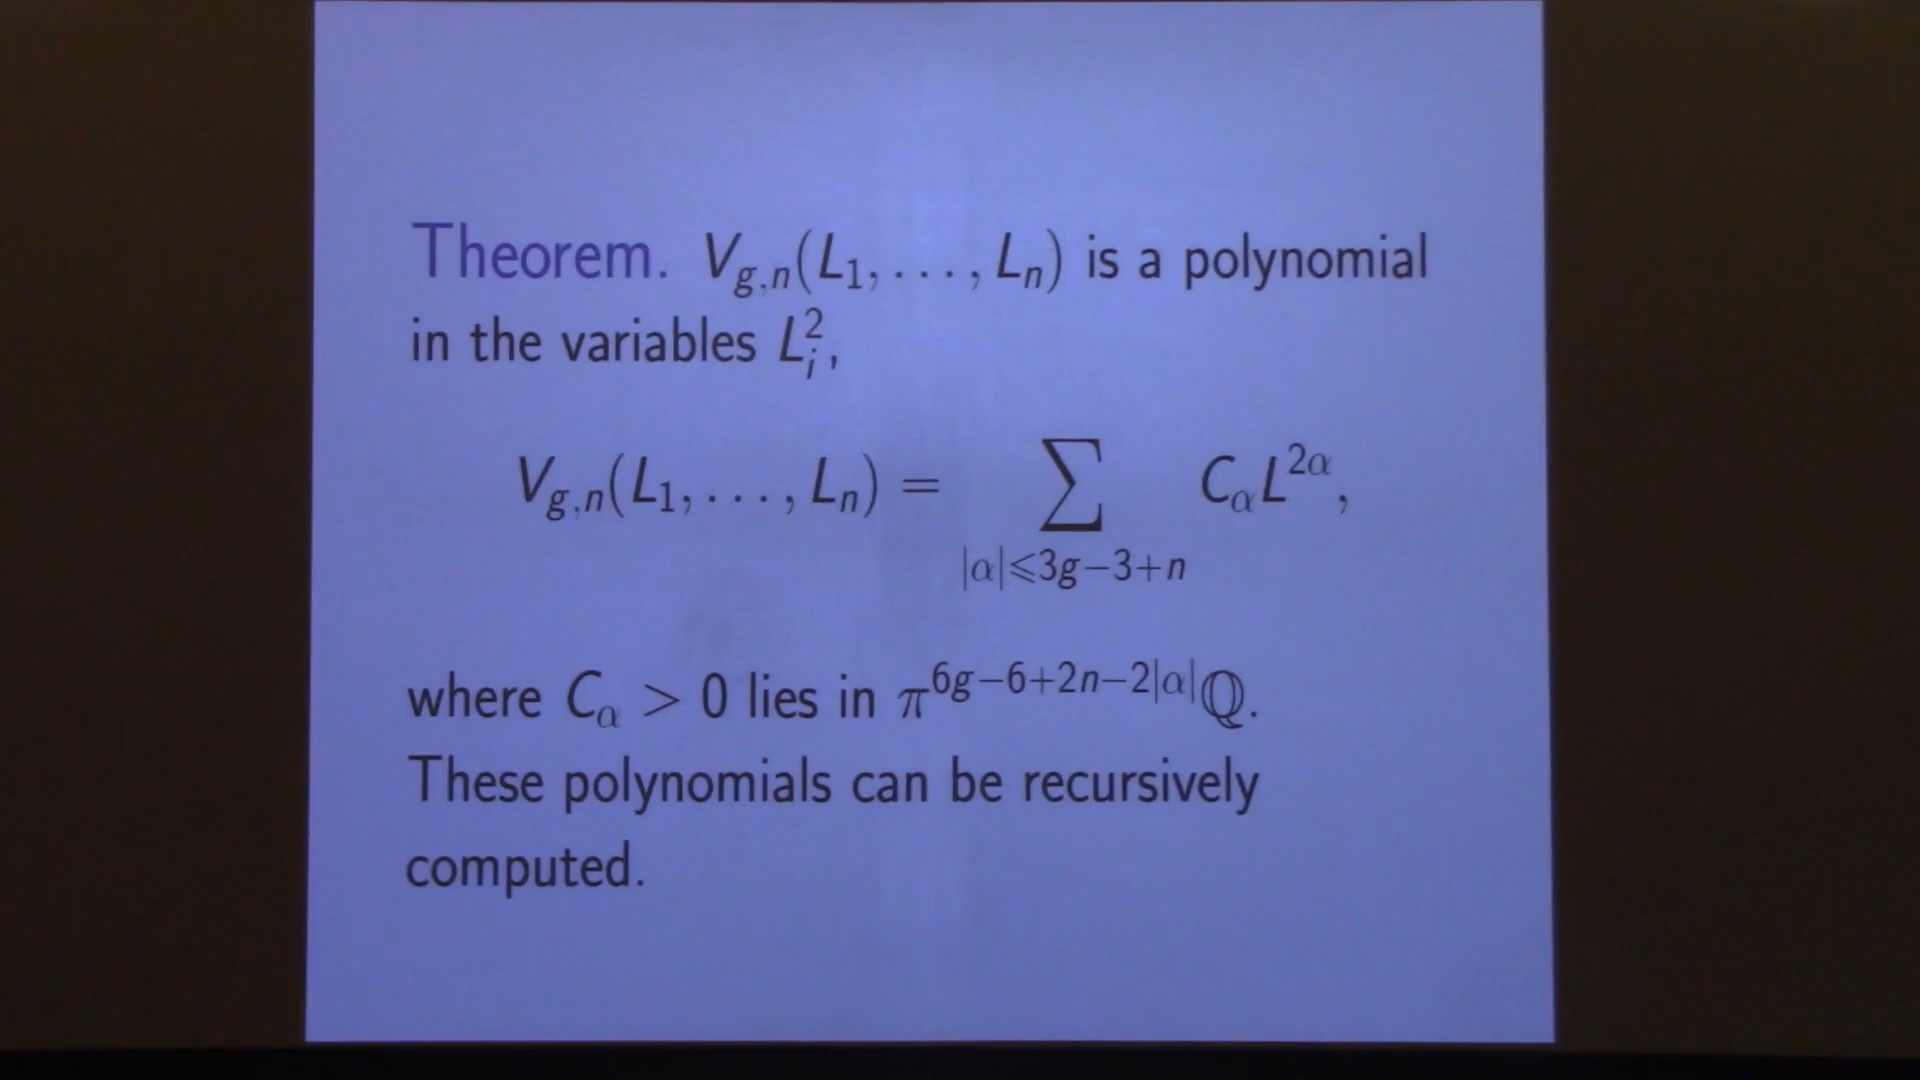 Theorem. V_{g,n}(L_1, . . . , L_n) is a polynomial
in the variables L_i^2,
V_{g,n}(L_1, . . . , L_n) = ∑_{|α|⩽3g−3+n} C_α L^{2α},
where C_α > 0 lies in π^{6g−6+2n−2|α|}ℚ.
These polynomials can be recursively
computed.